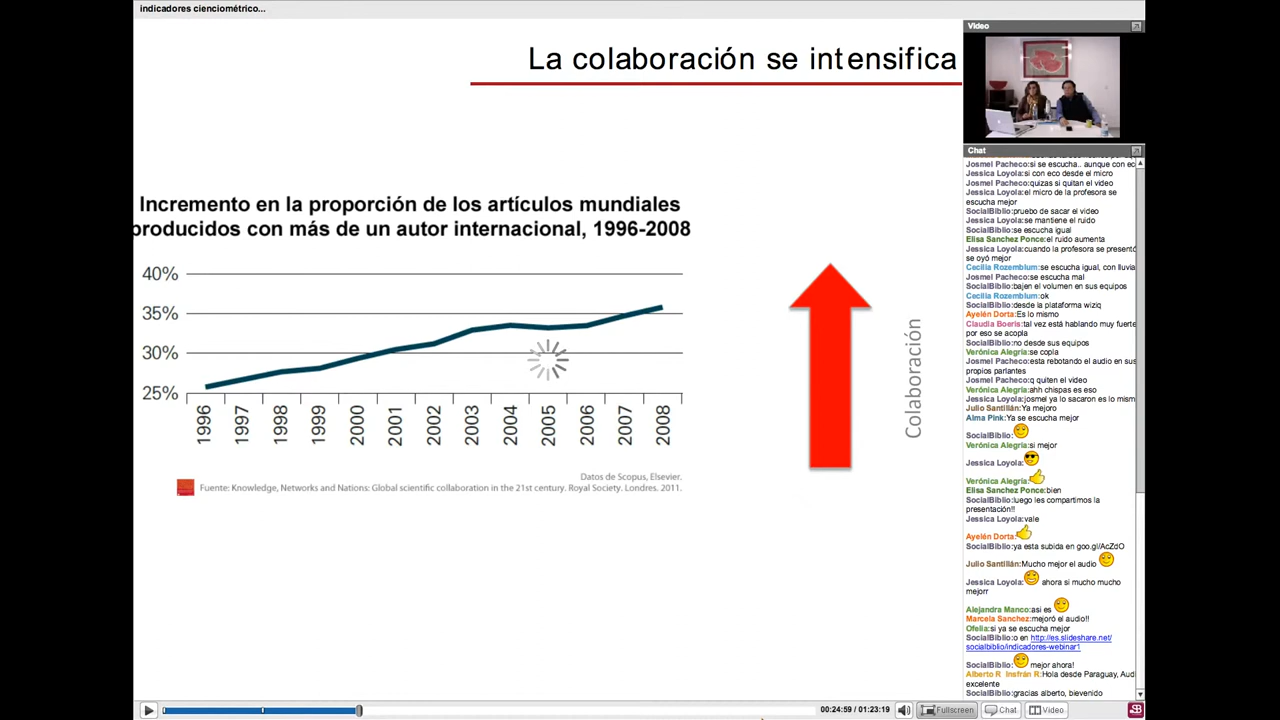 indicadores cienciométrico...
La colaboración se intensifica
Incremento en la proporción de los artículos mundiales
producidos con más de un autor internacional, 1996-2008
40%
35%
30%
25%
1996
1997
1998
1999
2000
2001
2002
2003
2004
2005
2006
2007
2008
Datos de Scopus, Elsevier.
Fuente: Knowledge, Networks and Nations: Global scientific collaboration in the 21st century. Royal Society. Londres. 2011.
Colaboración
Video
Chat
Josmel Pacheco:si se escucha.. aunque con ec
Jessica Loyola:si con eco desde el micro
Josmel Pacheco:quizas si quitan el video
Jessica Loyola:el micro de la profesora se
escucha mejor
SocialBiblio:pruebo de sacar el video
Jessica Loyola:se mantiene el ruido
SocialBiblio:se escucha igual
Elisa Sanchez Ponce:el ruido aumenta
Jessica Loyola:cuando la profesora se presentó
se oyó mejor
Cecilia Rozemblum:se escucha igual, con lluvia
Josmel Pacheco:se escucha mal
SocialBiblio:bajen el volumen en sus equipos
Cecilia Rozemblum:ok
SocialBiblio:desde la plataforma wiziq
Ayelén Dorta:Es lo mismo
Claudia Boeris:tal vez está hablando muy fuerte
por eso se acopla
SocialBiblio:no desde sus equipos
Verónica Alegria:se copla
Josmel Pacheco:esta rebotando el audio en sus
propios parlantes
Josmel Pacheco:q quiten el video
Verónica Alegria:ahh chispas es eso
Jessica Loyola:josmel ya lo sacaron es lo mism
Julio Santillán:Ya mejoro
Alma Pink:Ya se escucha mejor
SocialBiblio:
Verónica Alegria:si mejor
Jessica Loyola:
Verónica Alegria:
Elisa Sanchez Ponce:bien
SocialBiblio:luego les compartimos la
presentación!!
Jessica Loyola:vale
Ayelén Dorta:
SocialBiblio:ya esta subida en goo.gl/AcZdO
Julio Santillán:Mucho mejor el audio
Jessica Loyola: ahora si mucho mucho
mejorr
Alejandra Manco:asi es
Marcela Sanchez:mejoró el audio!!
Ofelia:si ya se escucha mejor
SocialBiblio:o en http://es.slideshare.net/
socialbiblio/indicadores-webinar1
SocialBiblio: mejor ahora!
Alberto R Insfrán R:Hola desde Paraguay, Aud
excelente
SocialBiblio:gracias alberto, bievenido
00:24:59 / 01:23:19
Fullscreen
Chat
Video